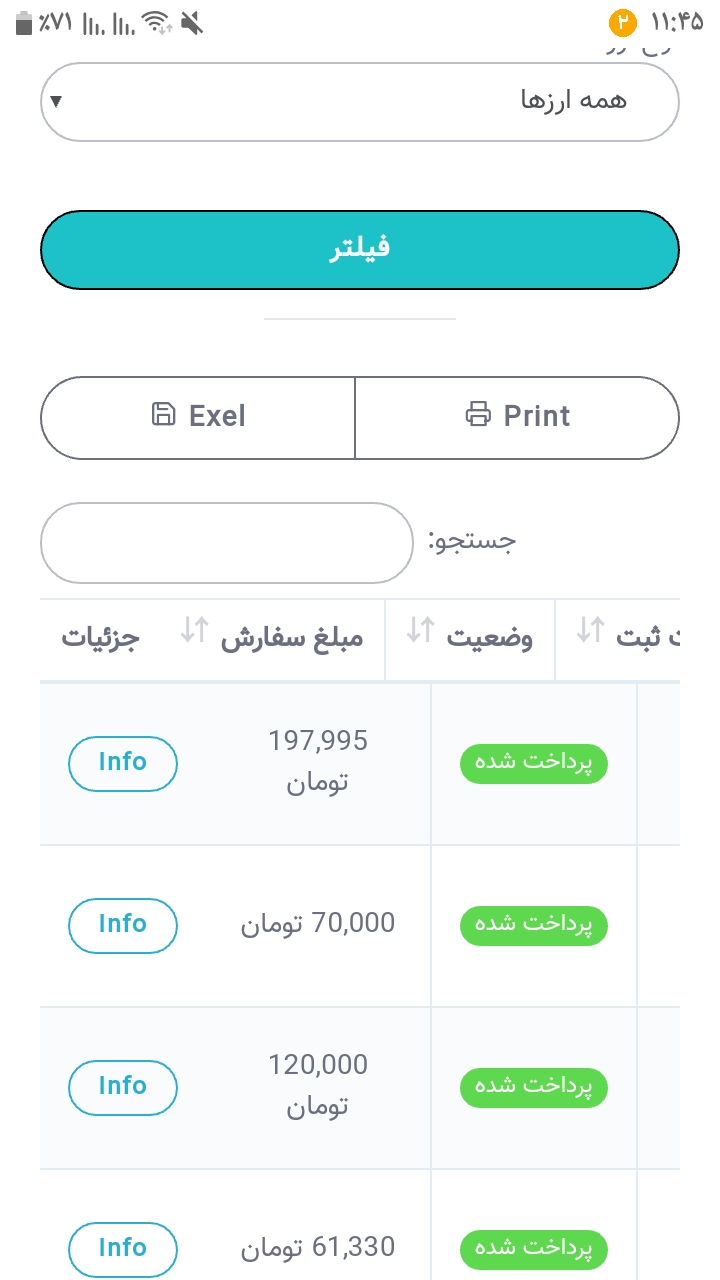 ۱۱:۴۵ ۲ ٪۷۱
همه ارزها
فیلتر
Exel Print
جستجو:
ت ثبت وضعیت مبلغ سفارش جزئیات
پرداخت شده 197,995 تومان Info
پرداخت شده 70,000 تومان Info
پرداخت شده 120,000 تومان Info
پرداخت شده 61,330 تومان Info